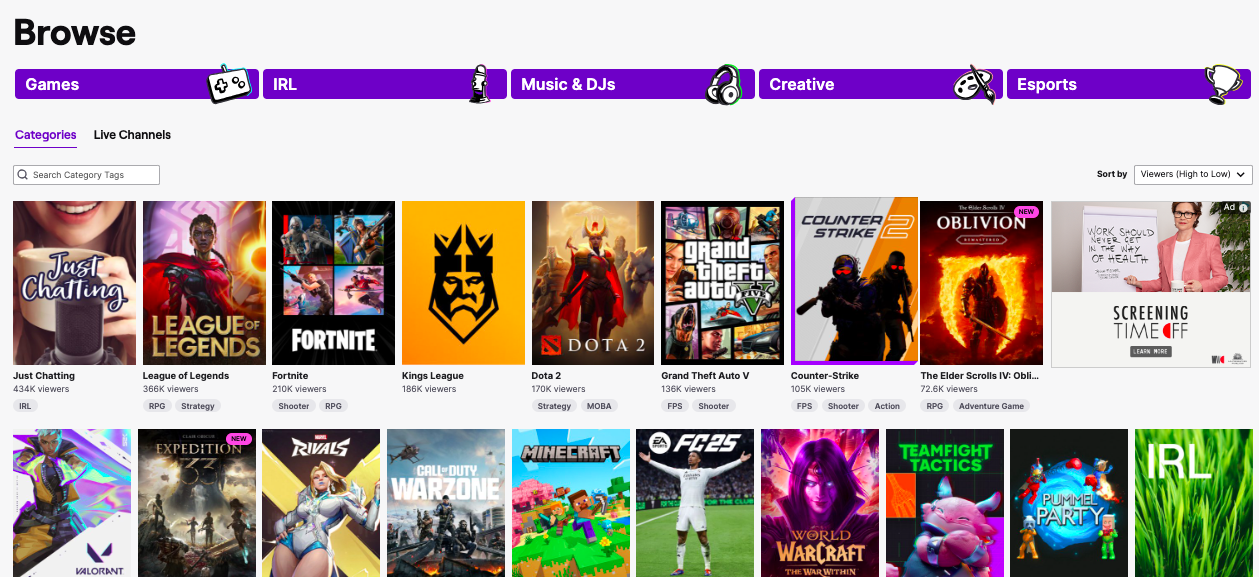 Browse
Games
IRL
Music & DJs
Creative
Esports
Categories
Live Channels
Search Category Tags
Sort by
Viewers (High to Low)
Just
Chatting
LEAGUE OF
LEGENDS
FORTNITE
DOTA 2
grand
theft
auto
V
COUNTER
STRIKE 2
The Elder Scrolls IV
OBLIVION
REMASTERED
NEW
Ad
WORK SHOULD
NEVER GET
IN THE WAY
OF HEALTH
SCREENING
TIME OFF
LEARN MORE
Just Chatting
434K viewers
IRL
League of Legends
366K viewers
RPG
Strategy
Fortnite
210K viewers
Shooter
RPG
Kings League
186K viewers
Dota 2
170K viewers
Strategy
MOBA
Grand Theft Auto V
136K viewers
FPS
Shooter
Counter-Strike
105K viewers
FPS
Shooter
Action
The Elder Scrolls IV: Obli...
72.6K viewers
RPG
Adventure Game
VALORANT
NEW
CLAIR OBSCUR
EXPEDITION
33
MARVEL
RIVALS
CALL OF DUTY
WARZONE
MINECRAFT
EA
SPORTS
FC 25
WORLD
OF
WARCRAFT
THE WAR WITHIN
TEAMFIGHT
TACTICS
PUMMEL
PARTY
IRL